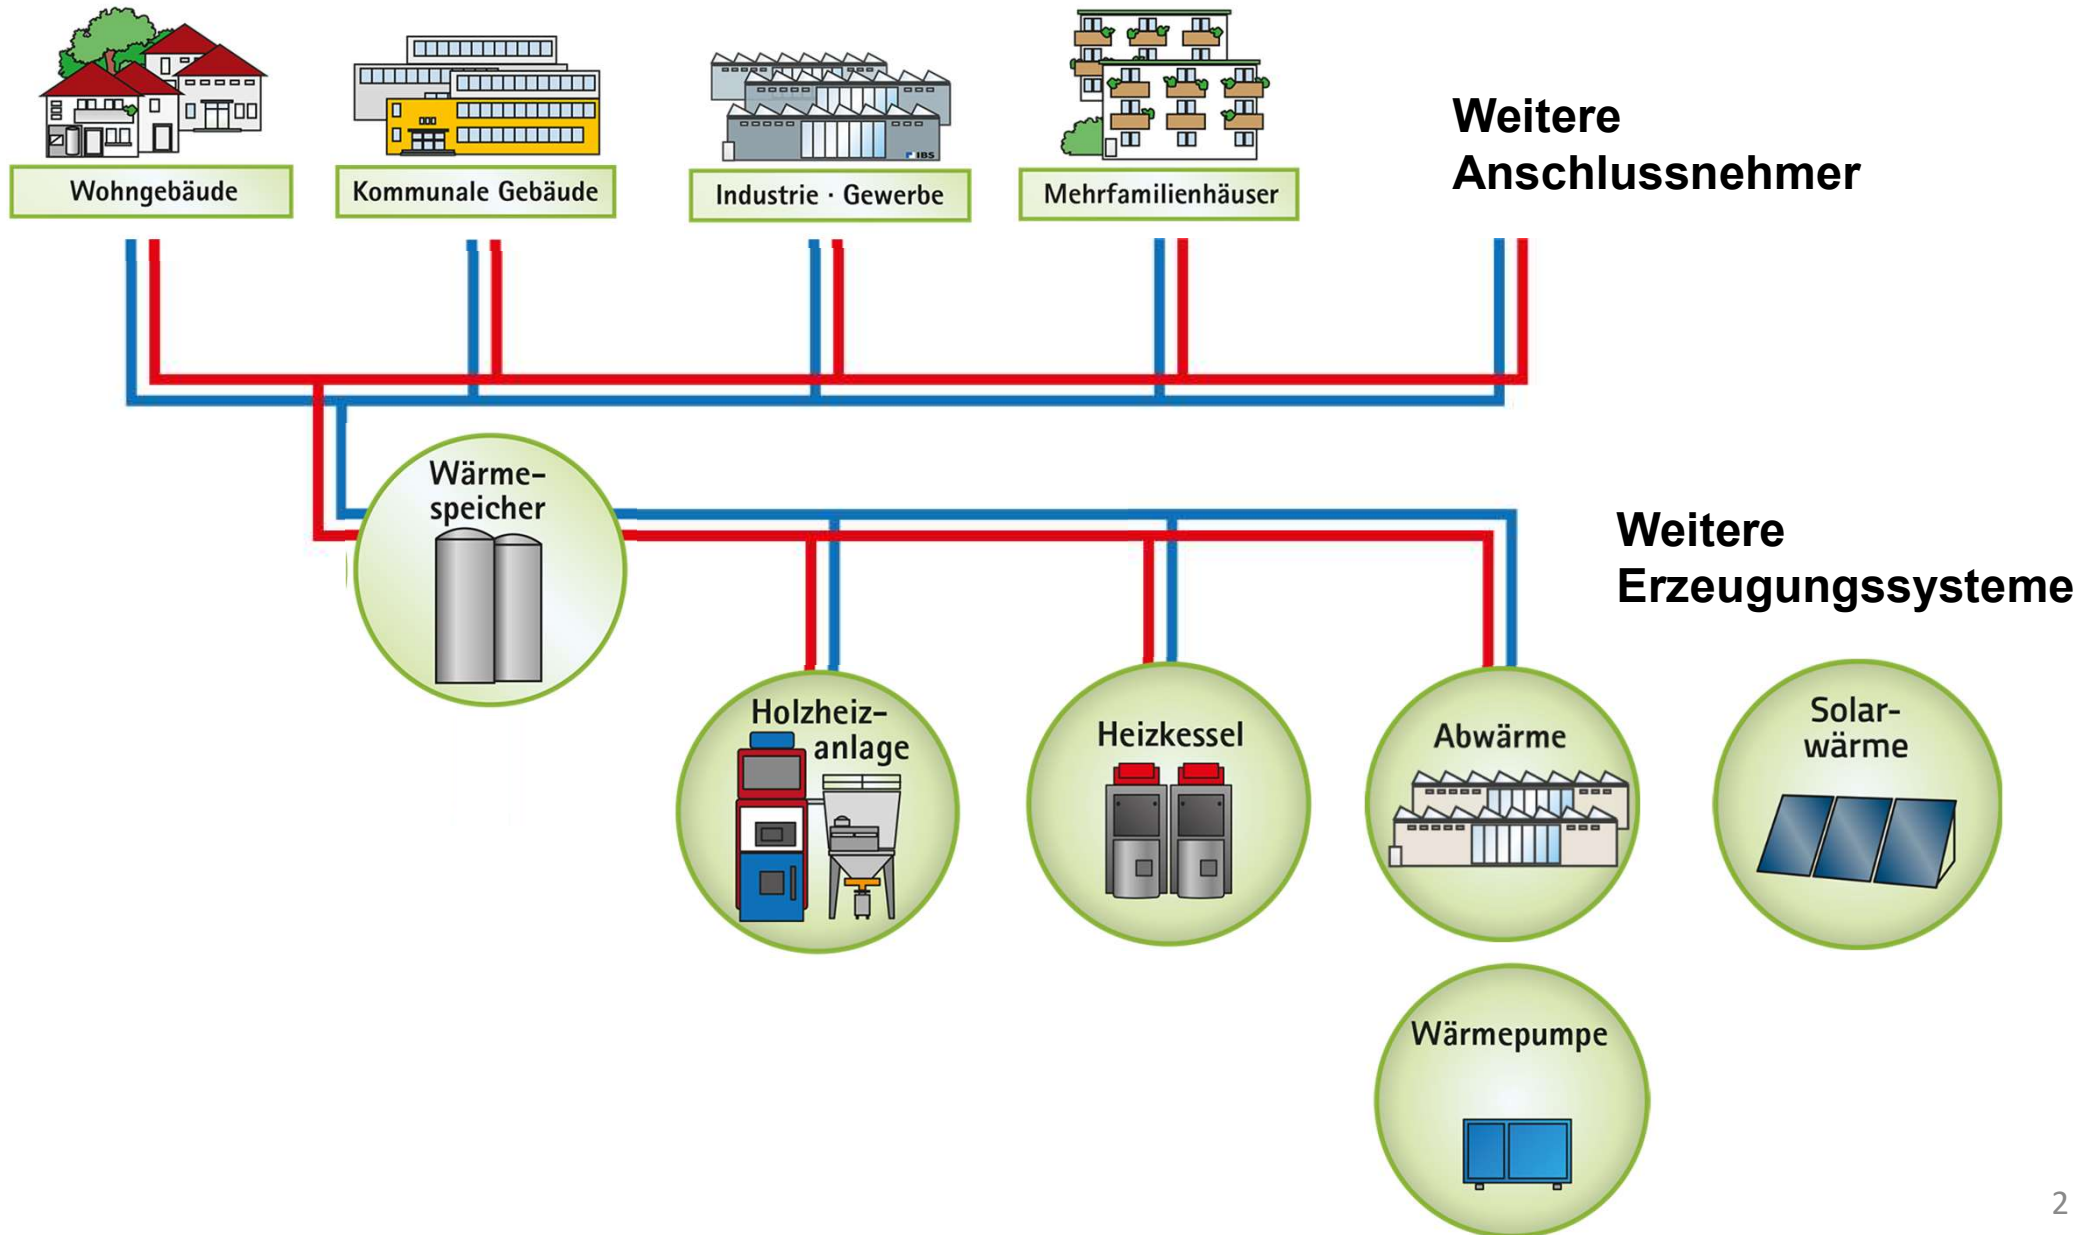 Weitere
Anschlussnehmer
IBS
Wohngebäude
Kommunale Gebäude
Industrie · Gewerbe
Mehrfamilienhäuser
Wärme-
speicher
Weitere
Erzeugungssysteme
Holzheiz-
anlage
Heizkessel
Abwärme
Solar-
wärme
Wärmepumpe
2